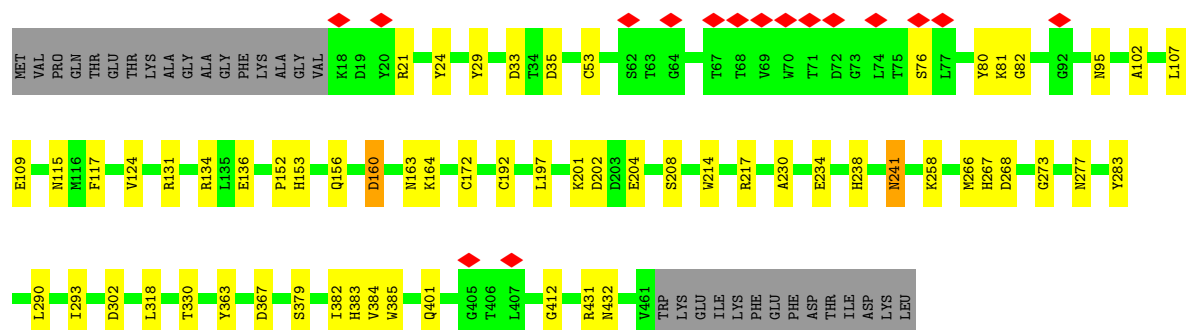 MET VAL PRO GLN THR GLU THR LYS ALA GLY ALA GLY PHE LYS ALA GLY VAL K18 D19 Y20 R21 Y24 Y29 D33 T34 D35 C53 S62 T63 G64 T67 T68 V69 W70 T71 D72 G73 L74 T75 S76 L77 Y80 K81 G82 G92 N95 A102 L107
E109 N115 M116 F117 V124 R131 R134 L135 E136 P152 H153 Q156 D160 N163 K164 C172 C192 L197 K201 D202 D203 E204 S208 W214 R217 A230 E234 H238 N241 K258 M266 H267 D268 G273 N277 Y283
L290 I293 D302 L318 T330 Y363 D367 S379 I382 H383 V384 W385 Q401 G405 T406 L407 G412 R431 N432 V461 TRP LYS GLU ILE LYS PHE GLU PHE ASP THR ILE ASP LYS LEU